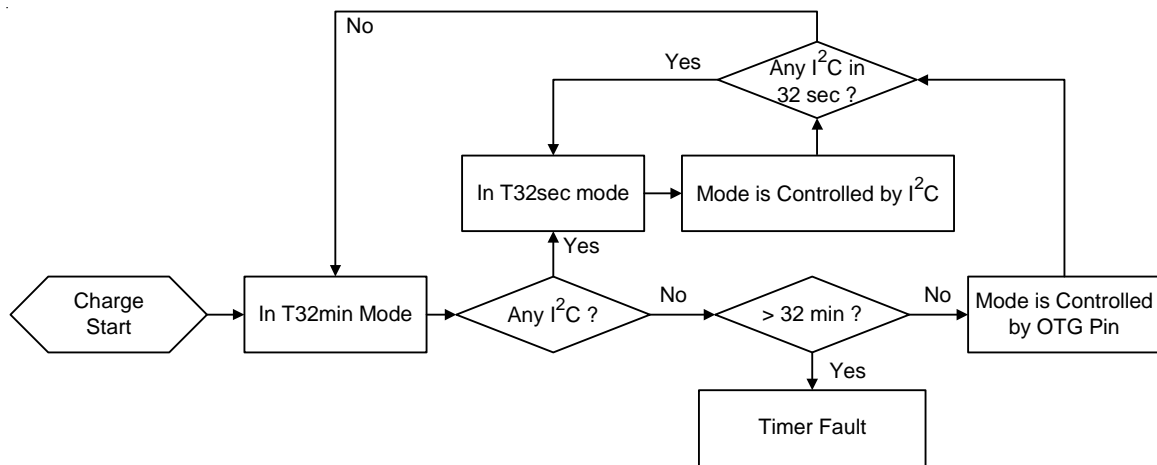 No
Yes
Any I²C in
32 sec ?
In T32sec mode
Mode is Controlled by I²C
Yes
Charge
Start
In T32min Mode
Any I²C ?
No
> 32 min ?
No
Mode is Controlled
by OTG Pin
Yes
Timer Fault